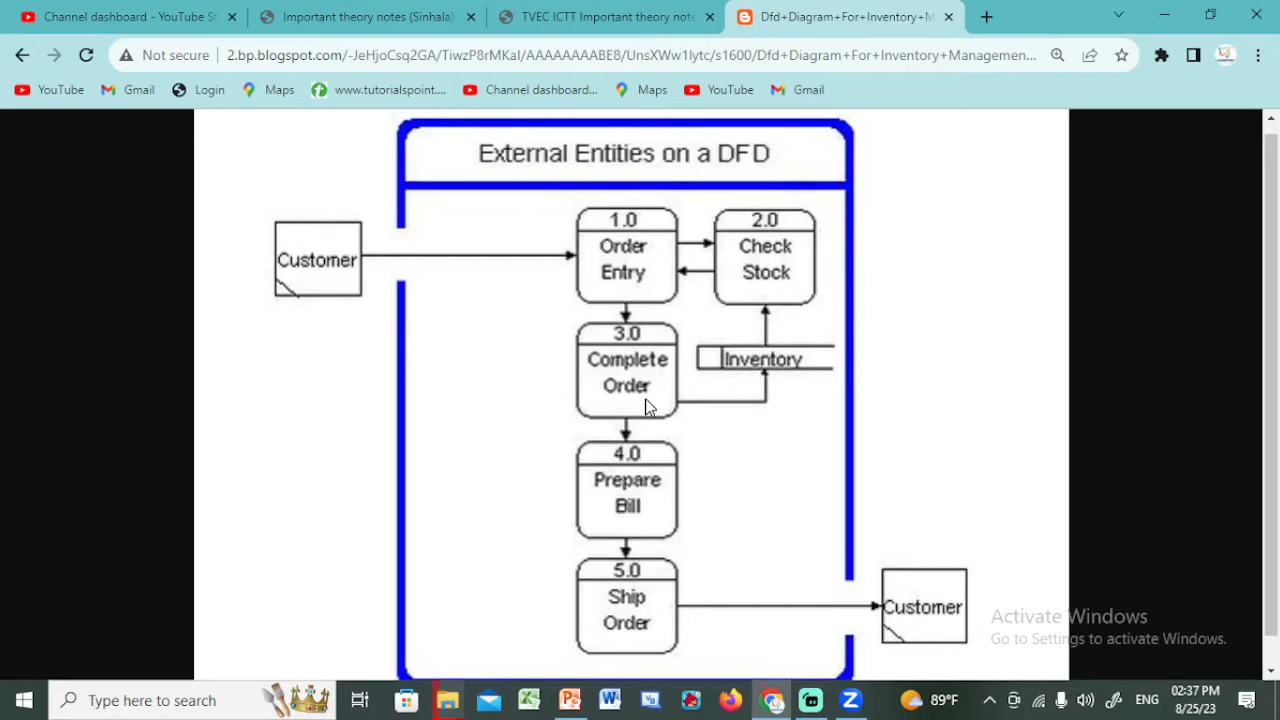 Channel dashboard - YouTube St
Important theory notes (Sinhala)
TVEC ICTT Important theory note
Dfd+Diagram+For+Inventory+M
Not secure
2.bp.blogspot.com/-JeHjoCsq2GA/TiwzP8rMKaI/AAAAAAAABE8/UnsXWw1Iytc/s1600/Dfd+Diagram+For+Inventory+Managemen...
YouTube
Gmail
Login
Maps
www.tutorialspoint....
Channel dashboard...
Maps
YouTube
Gmail
External Entities on a DFD
Customer
1.0
Order
Entry
2.0
Check
Stock
3.0
Complete
Order
Inventory
4.0
Prepare
Bill
5.0
Ship
Order
Customer
Activate Windows
Go to Settings to activate Windows.
Type here to search
89°F
ENG
02:37 PM
8/25/23